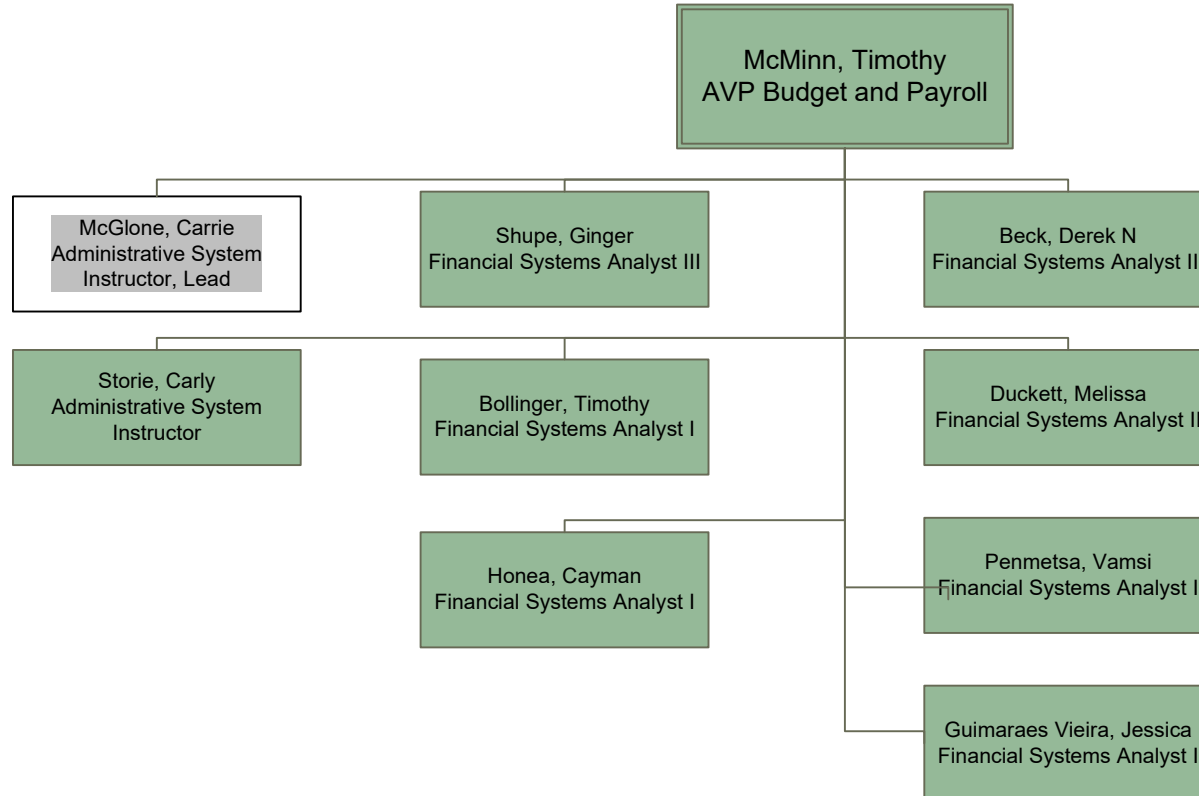 McMinn, Timothy
AVP Budget and Payroll
McGlone, Carrie
Administrative System
Instructor, Lead
Shupe, Ginger
Financial Systems Analyst III
Beck, Derek N
Financial Systems Analyst II
Storie, Carly
Administrative System
Instructor
Bollinger, Timothy
Financial Systems Analyst I
Duckett, Melissa
Financial Systems Analyst II
Honea, Cayman
Financial Systems Analyst I
Penmetsa, Vamsi
Financial Systems Analyst I
Guimaraes Vieira, Jessica
Financial Systems Analyst I